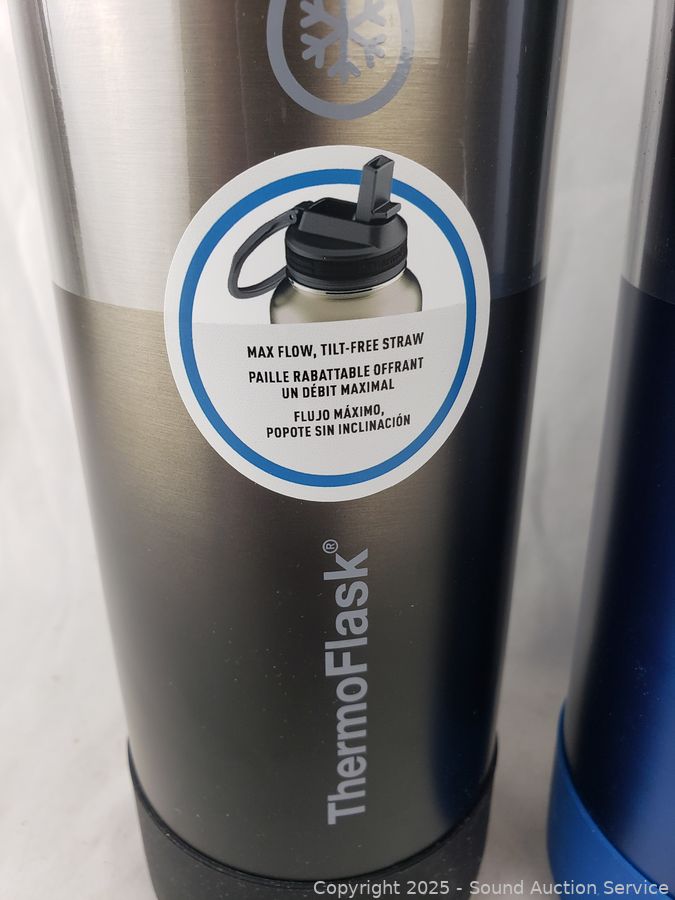 MAX FLOW, TILT-FREE STRAW
PAILLE RABATTABLE OFFRANT
UN DÉBIT MAXIMAL
FLUJO MÁXIMO,
POPOTE SIN INCLINACIÓN
ThermoFlask®
Copyright 2025 - Sound Auction Service